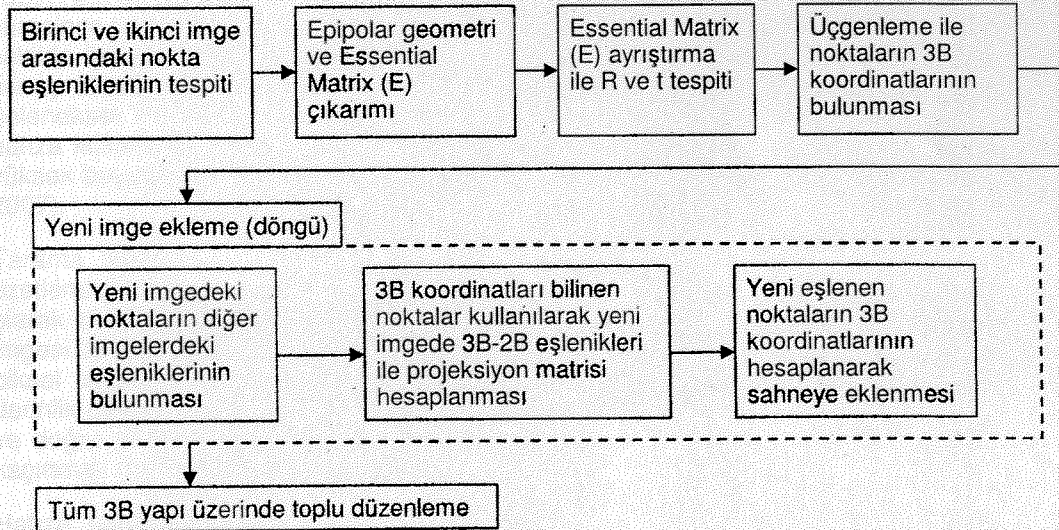 Birinci ve ikinci imge
arasındaki nokta
eşleniklerinin tespiti
Epipolar geometri
ve Essential
Matrix (E)
çıkarımı
Essential Matrix
(E) ayrıştırma
ile R ve t tespiti
Üçgenleme ile
noktaların 3B
koordinatlarının
bulunması
Yeni imge ekleme (döngü)
Yeni imgedeki
noktaların diğer
imgelerdeki
eşleniklerinin
bulunması
3B koordinatları bilinen
noktalar kullanılarak yeni
imgede 3B-2B eşlenikleri
ile projeksiyon matrisi
hesaplanması
Yeni eşlenen
noktaların 3B
koordinatlarının
hesaplanarak
sahneye eklenmesi
Tüm 3B yapı üzerinde toplu düzenleme